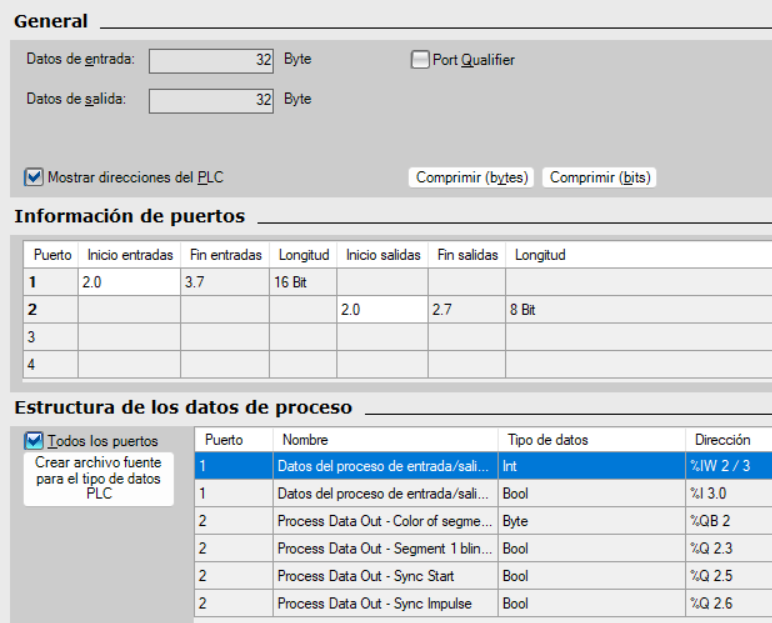 General
Datos de entrada: 32 Byte Port Qualifier
Datos de salida: 32 Byte
Mostrar direcciones del PLC Comprimir (bytes) Comprimir (bits)
Información de puertos
Puerto Inicio entradas Fin entradas Longitud Inicio salidas Fin salidas Longitud
1 2.0 3.7 16 Bit
2 2.0 2.7 8 Bit
3
4
Estructura de los datos de proceso
Todos los puertos
Crear archivo fuente
para el tipo de datos
PLC
Puerto Nombre Tipo de datos Dirección
1 Datos del proceso de entrada/sali... Int %IW 2 / 3
1 Datos del proceso de entrada/sali... Bool %I 3.0
2 Process Data Out - Color of segme... Byte %QB 2
2 Process Data Out - Segment 1 blin... Bool %Q 2.3
2 Process Data Out - Sync Start Bool %Q 2.5
2 Process Data Out - Sync Impulse Bool %Q 2.6